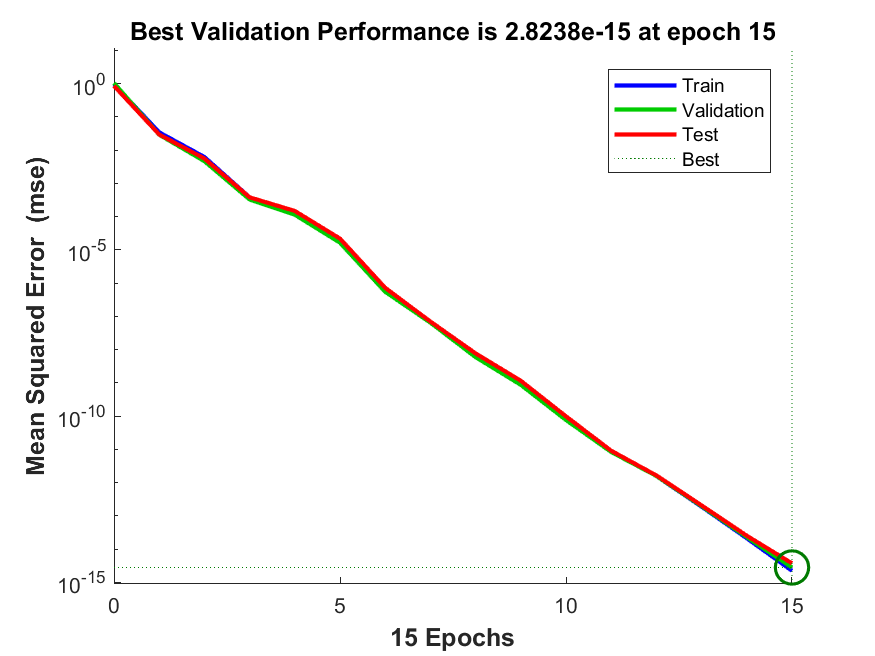 Best Validation Performance is 2.8238e-15 at epoch 15
Mean Squared Error  (mse)
10^0
10^-5
10^-10
10^-15
Train
Validation
Test
Best
0
5
10
15
15 Epochs